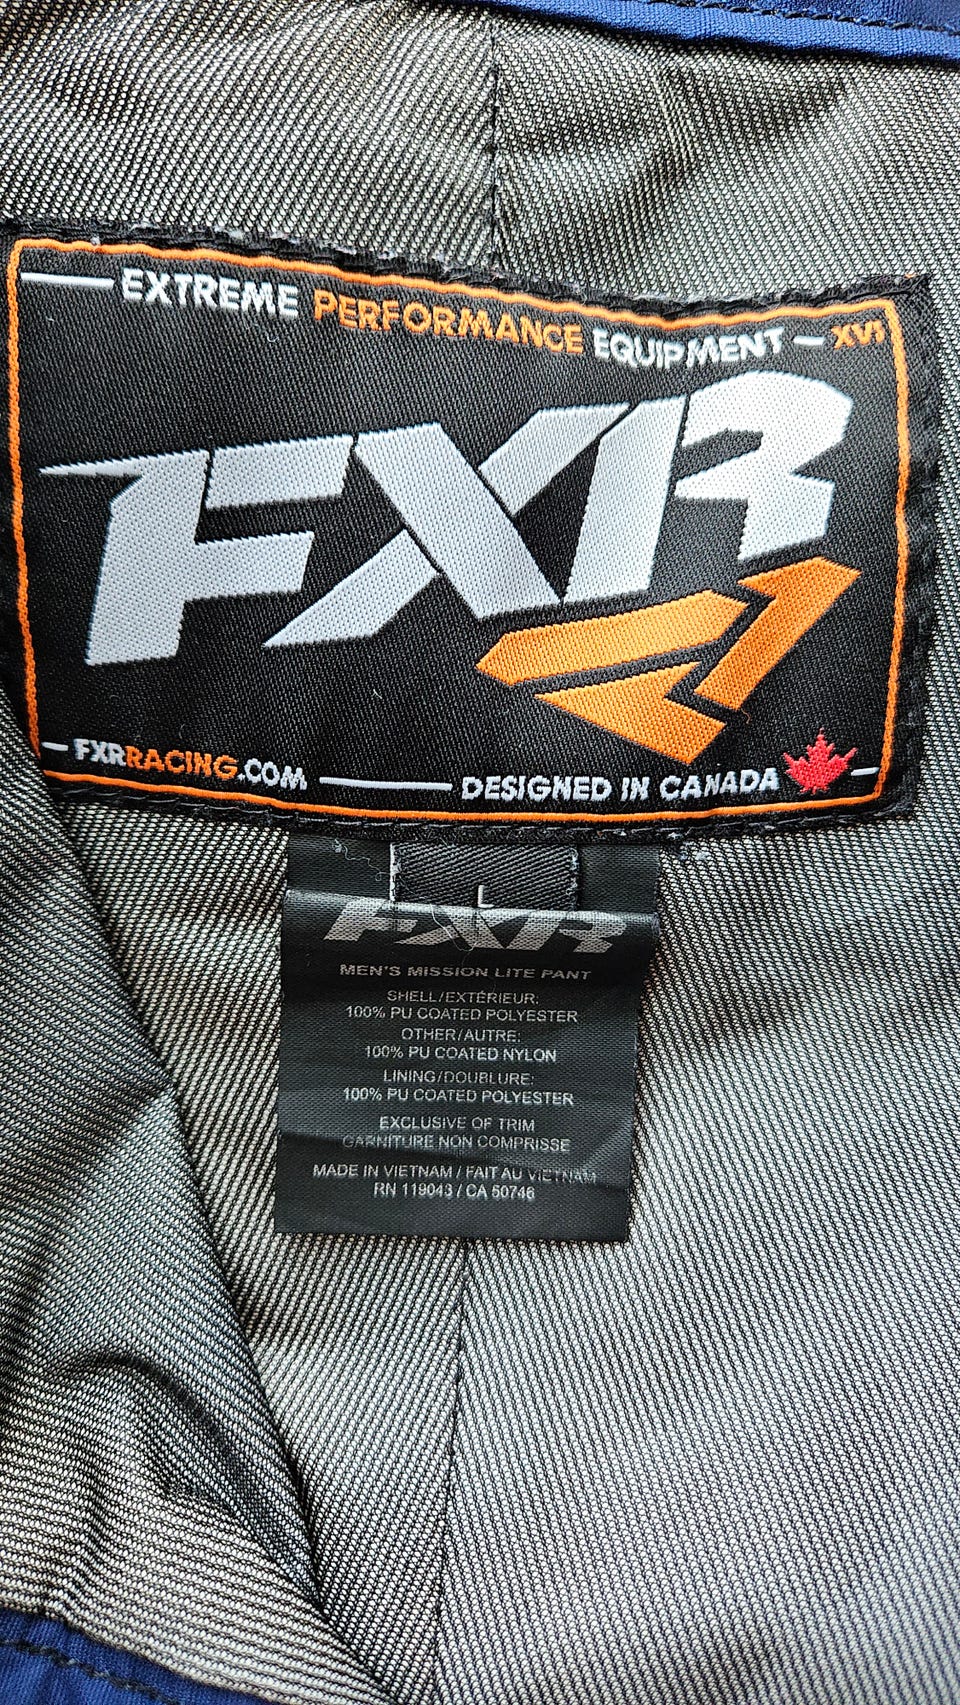 EXTREME PERFORMANCE EQUIPMENT – XVI
FXR
– FXRRACING.COM — DESIGNED IN CANADA –
L
FXR
MEN'S MISSION LITE PANT
SHELL/EXTÉRIEUR:
100% PU COATED POLYESTER
OTHER/AUTRE:
100% PU COATED NYLON
LINING/DOUBLURE:
100% PU COATED POLYESTER
EXCLUSIVE OF TRIM
GARNITURE NON COMPRISSE
MADE IN VIETNAM / FAIT AU VIETNAM
RN 119043 / CA 50746